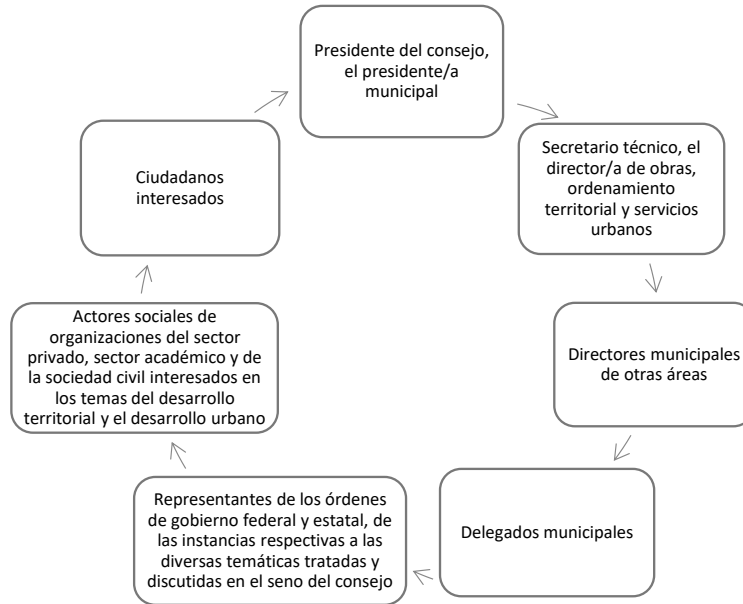 Presidente del consejo,
el presidente/a
municipal
Secretario técnico, el
director/a de obras,
ordenamiento
territorial y servicios
urbanos
Directores municipales
de otras áreas
Delegados municipales
Representantes de los órdenes
de gobierno federal y estatal, de
las instancias respectivas a las
diversas temáticas tratadas y
discutidas en el seno del consejo
Actores sociales de
organizaciones del sector
privado, sector académico y de
la sociedad civil interesados en
los temas del desarrollo
territorial y el desarrollo urbano
Ciudadanos
interesados